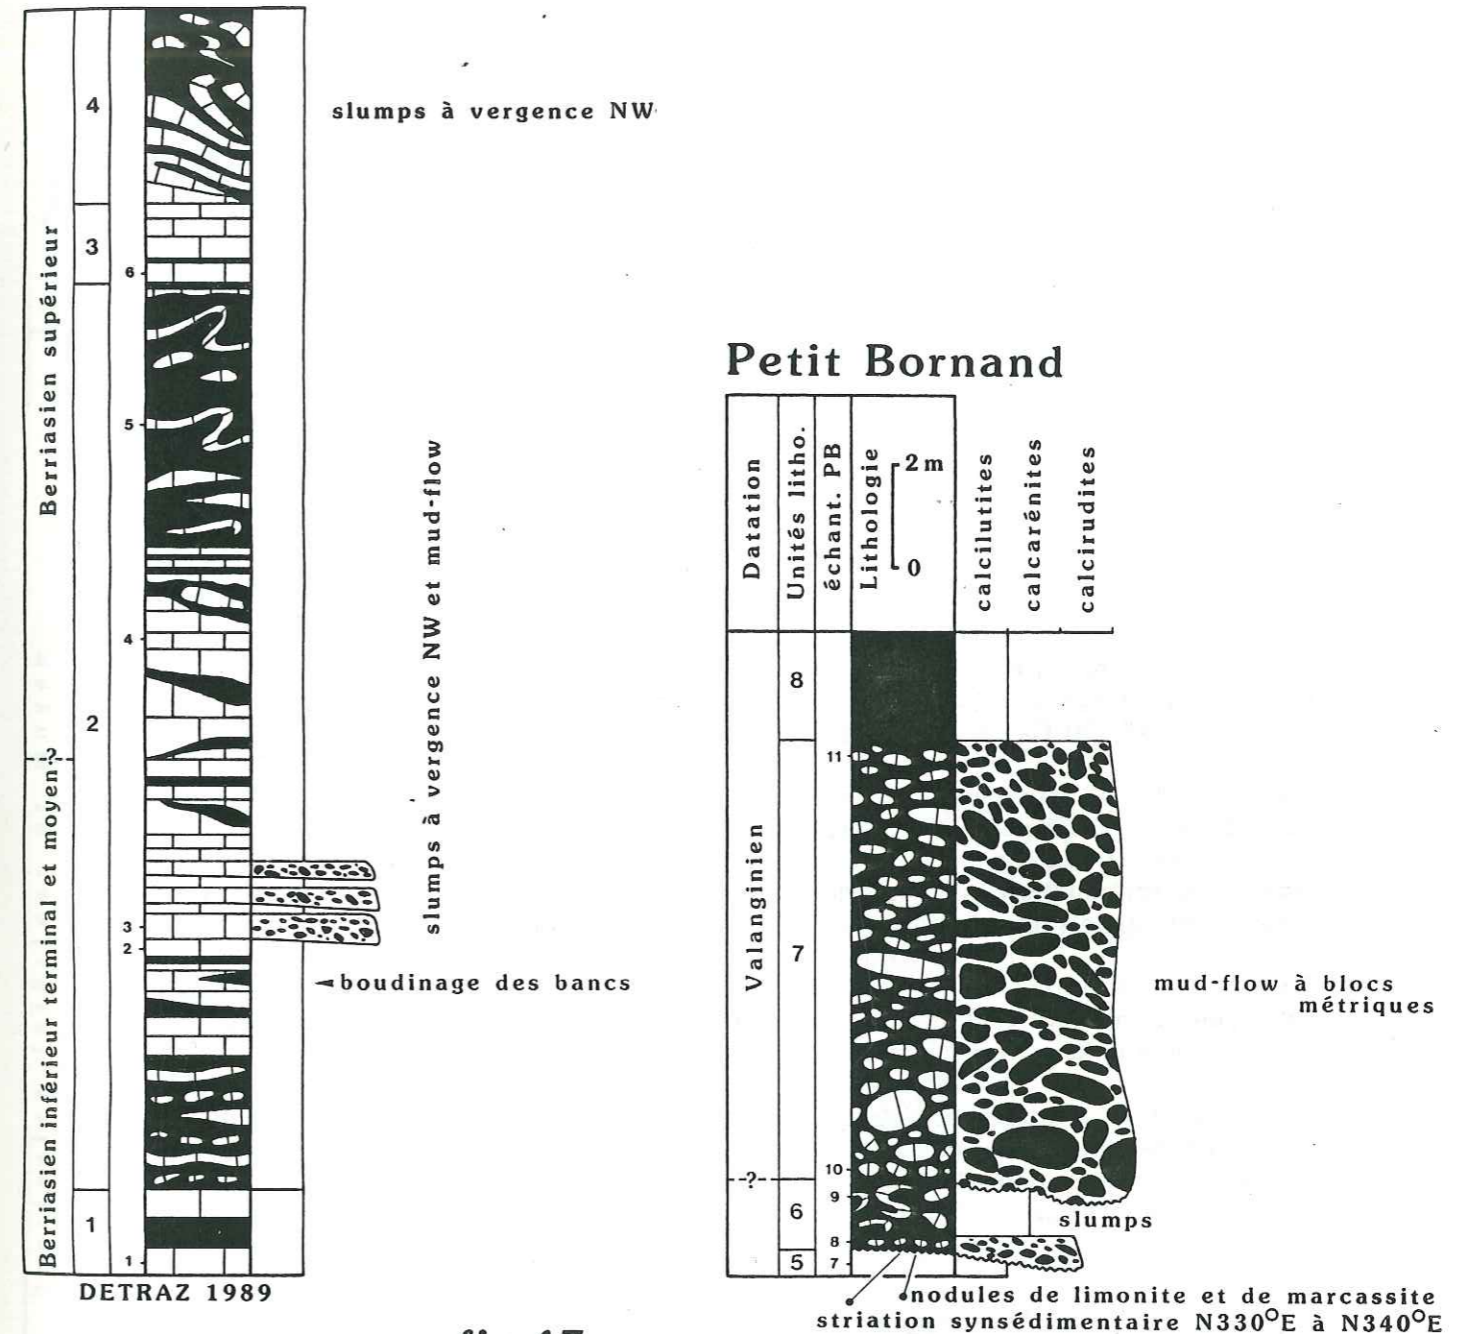 4
slumps à vergence NW
3
6
Berriasien supérieur
5
4
2
-?-
slumps à vergence NW et mud-flow
3
2
boudinage des bancs
Berriasien inférieur terminal et moyen
1
1
DETRAZ 1989
Petit Bornand
Datation
Unités litho.
échant. PB
Lithologie
2 m
0
calcilutites
calcarénites
calcirudites
8
11
Valanginien
7
mud-flow à blocs
métriques
10
-?-
9
6
slumps
8
5
7
nodules de limonite et de marcassite
striation synsédimentaire N330°E à N340°E